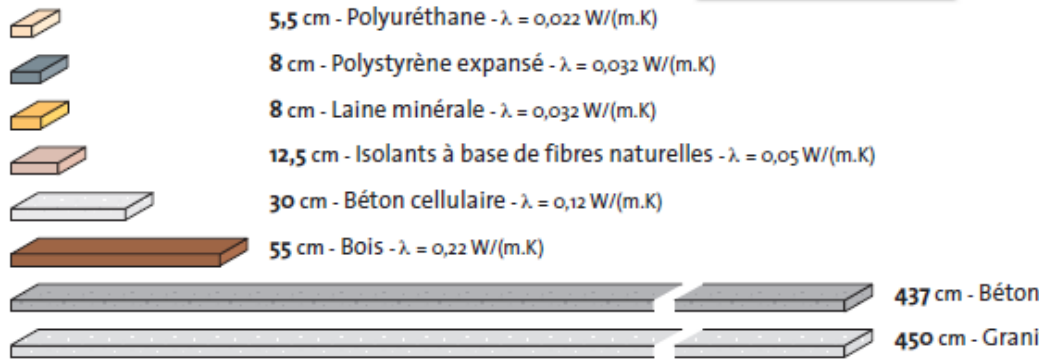 5,5 cm - Polyuréthane - λ = 0,022 W/(m.K)
8 cm - Polystyrène expansé - λ = 0,032 W/(m.K)
8 cm - Laine minérale - λ = 0,032 W/(m.K)
12,5 cm - Isolants à base de fibres naturelles - λ = 0,05 W/(m.K)
30 cm - Béton cellulaire - λ = 0,12 W/(m.K)
55 cm - Bois - λ = 0,22 W/(m.K)
437 cm - Béton
450 cm - Grani